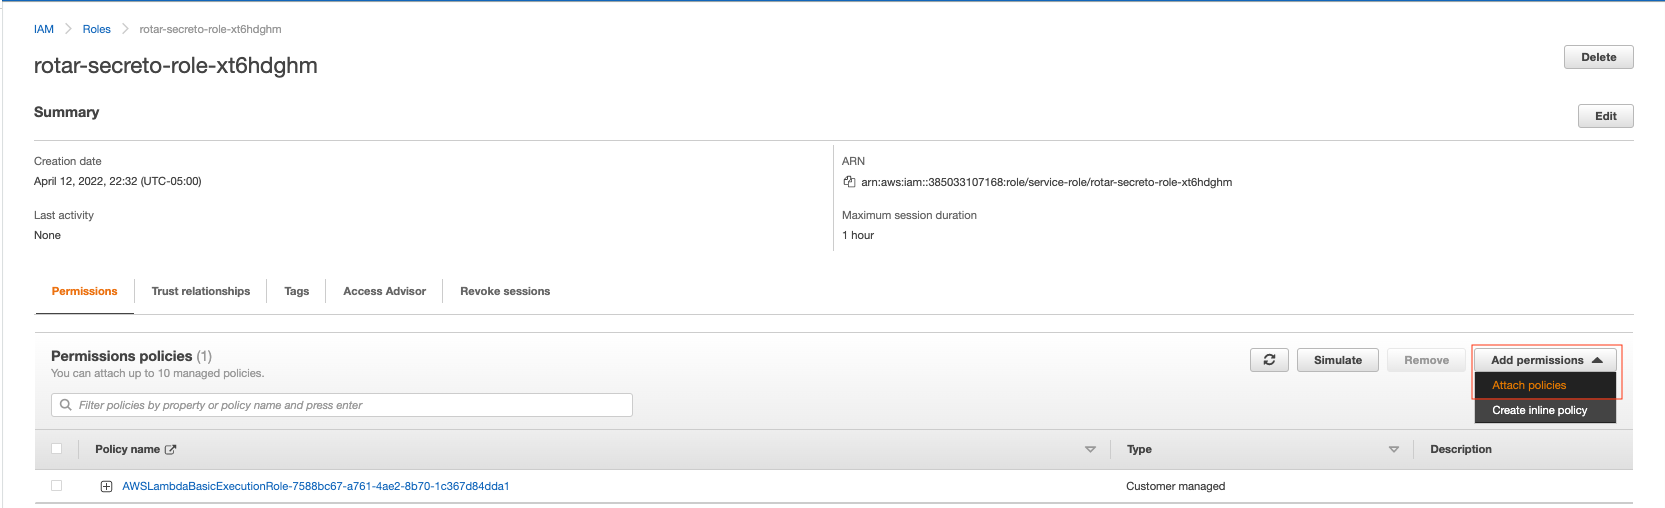 IAM Roles rotar-secreto-role-xt6hdghm
rotar-secreto-role-xt6hdghm
Delete
Summary
Edit
Creation date
April 12, 2022, 22:32 (UTC-05:00)
ARN
arn:aws:iam::385033107168:role/service-role/rotar-secreto-role-xt6hdghm
Last activity
None
Maximum session duration
1 hour
Permissions Trust relationships Tags Access Advisor Revoke sessions
Permissions policies (1)
You can attach up to 10 managed policies.
Simulate Remove Add permissions
Attach policies
Create inline policy
Filter policies by property or policy name and press enter
Policy name Type Description
AWSLambdaBasicExecutionRole-7588bc67-a761-4ae2-8b70-1c367d84dda1 Customer managed